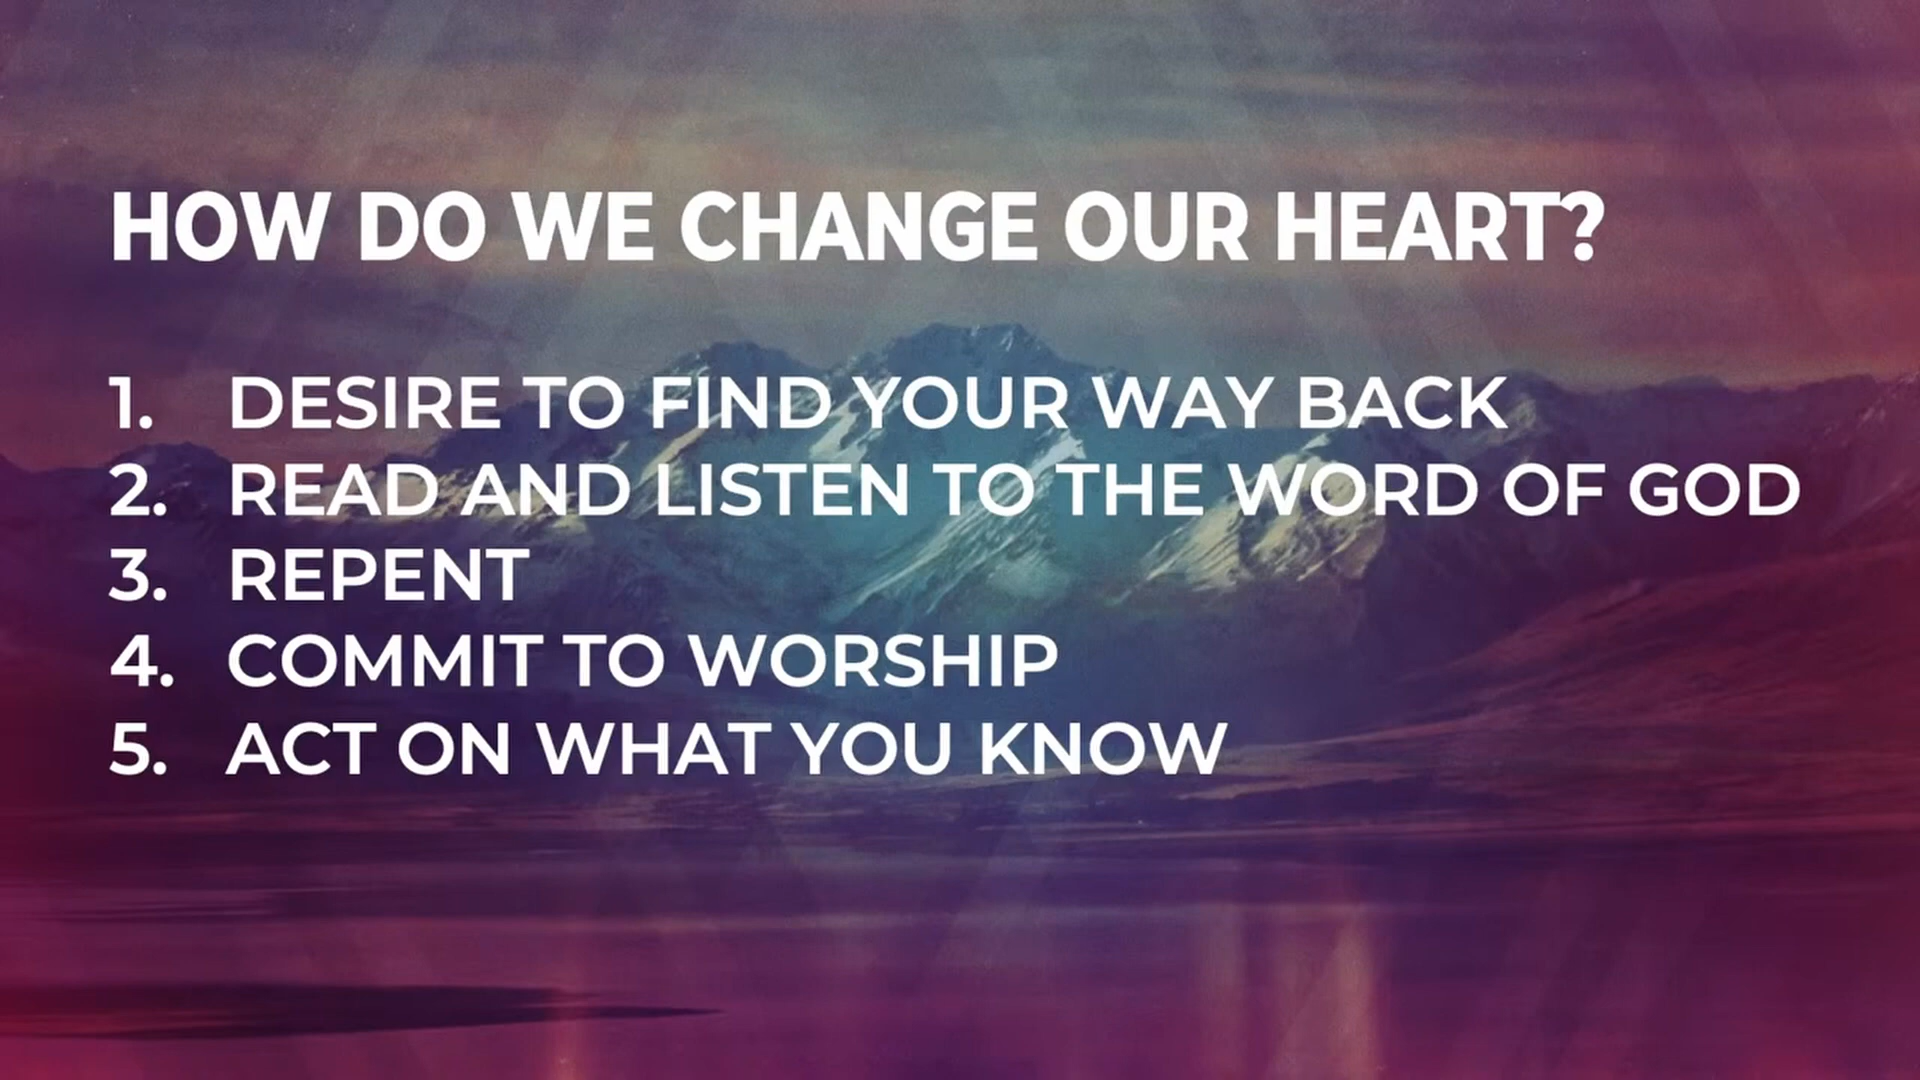 HOW DO WE CHANGE OUR HEART?
1. DESIRE TO FIND YOUR WAY BACK
2. READ AND LISTEN TO THE WORD OF GOD
3. REPENT
4. COMMIT TO WORSHIP
5. ACT ON WHAT YOU KNOW